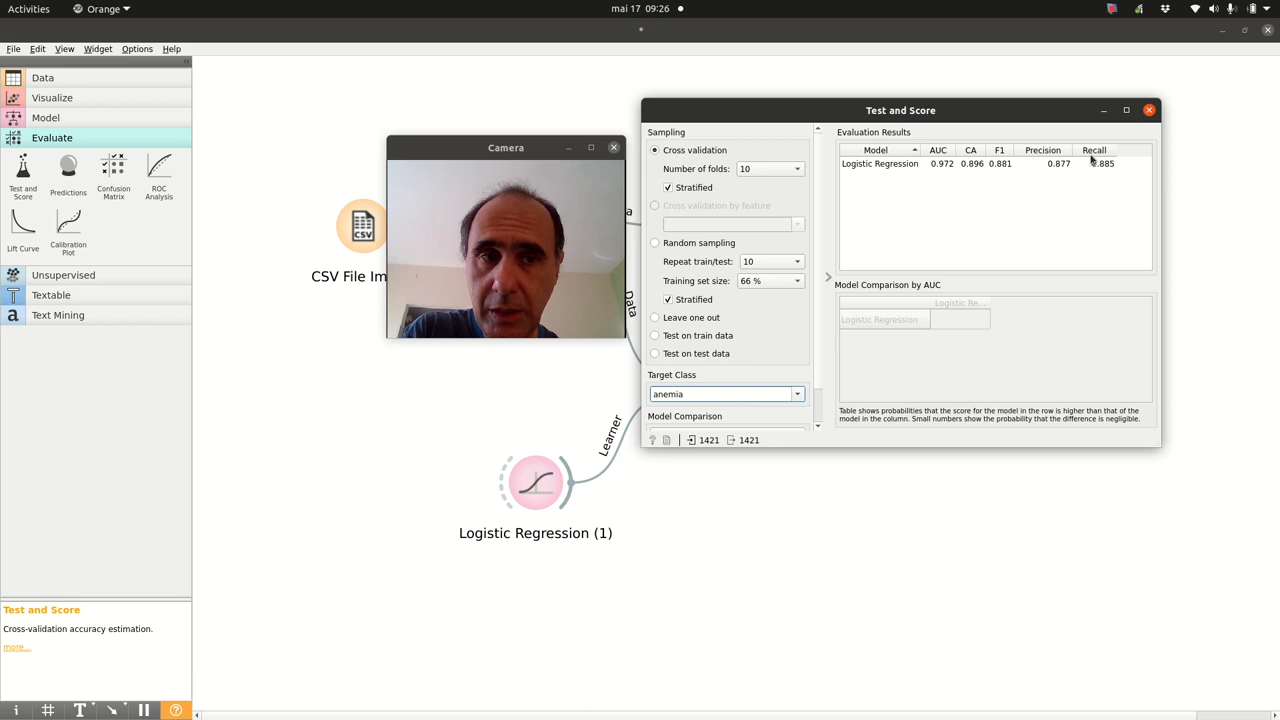 Activities
Orange
mai 17 09:26
*
File Edit View Widget Options Help
Data
Visualize
Model
Evaluate
Test and Score
Predictions
Confusion Matrix
ROC Analysis
Lift Curve
Calibration Plot
Unsupervised
Textable
Text Mining
Test and Score
Cross-validation accuracy estimation.
more...
CSV
CSV File Im
Camera
a
Data
Learner
Logistic Regression (1)
Test and Score
Sampling
Cross validation
Number of folds: 10
Stratified
Cross validation by feature
Random sampling
Repeat train/test: 10
Training set size: 66 %
Stratified
Leave one out
Test on train data
Test on test data
Target Class
anemia
Model Comparison
1421 1421
Evaluation Results
Model AUC CA F1 Precision Recall
Logistic Regression 0.972 0.896 0.881 0.877 .885
Model Comparison by AUC
Logistic Re...
Logistic Regression
Table shows probabilities that the score for the model in the row is higher than that of the
model in the column. Small numbers show the probability that the difference is negligible.